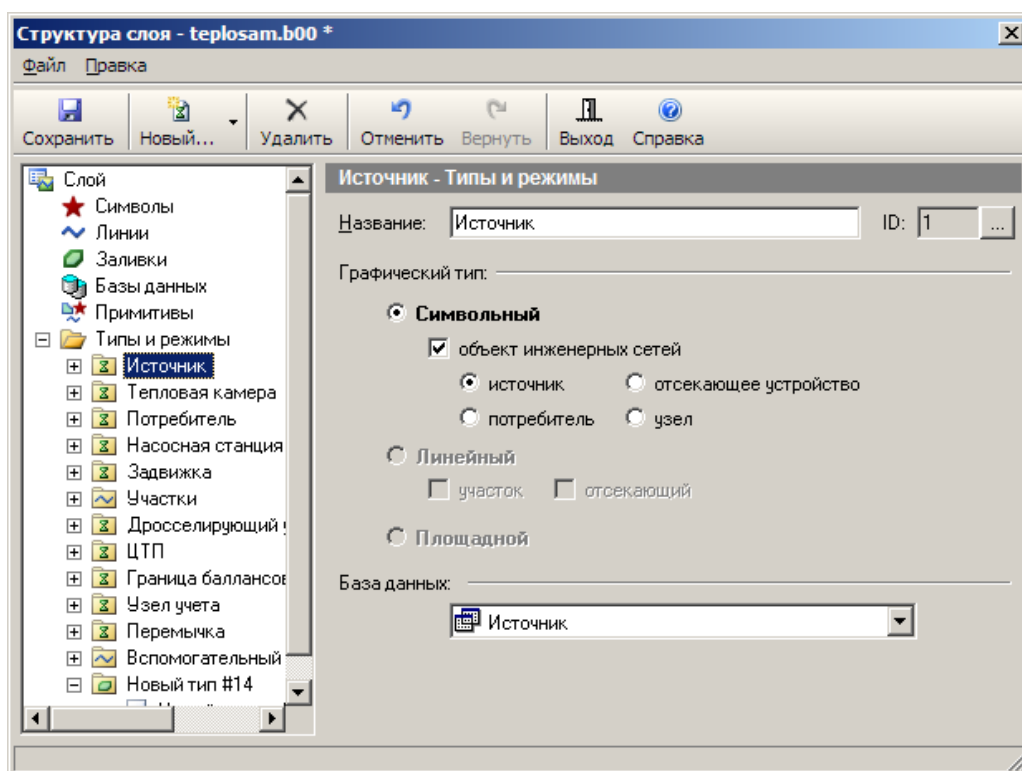 Структура слоя - teplosam.b00 *
Файл Правка
Сохранить Новый... Удалить Отменить Вернуть Выход Справка
Слой
Символы
Линии
Заливки
Базы данных
Примитивы
Типы и режимы
Источник
Тепловая камера
Потребитель
Насосная станция
Задвижка
Участки
Дросселирующий
ЦТП
Граница баллансов
Узел учета
Перемычка
Вспомогательный
Новый тип #14
Источник - Типы и режимы
Название: Источник ID: 1 ...
Графический тип:
Символьный
объект инженерных сетей
источник отсекающее устройство
потребитель узел
Линейный
участок отсекающий
Площадной
База данных:
Источник